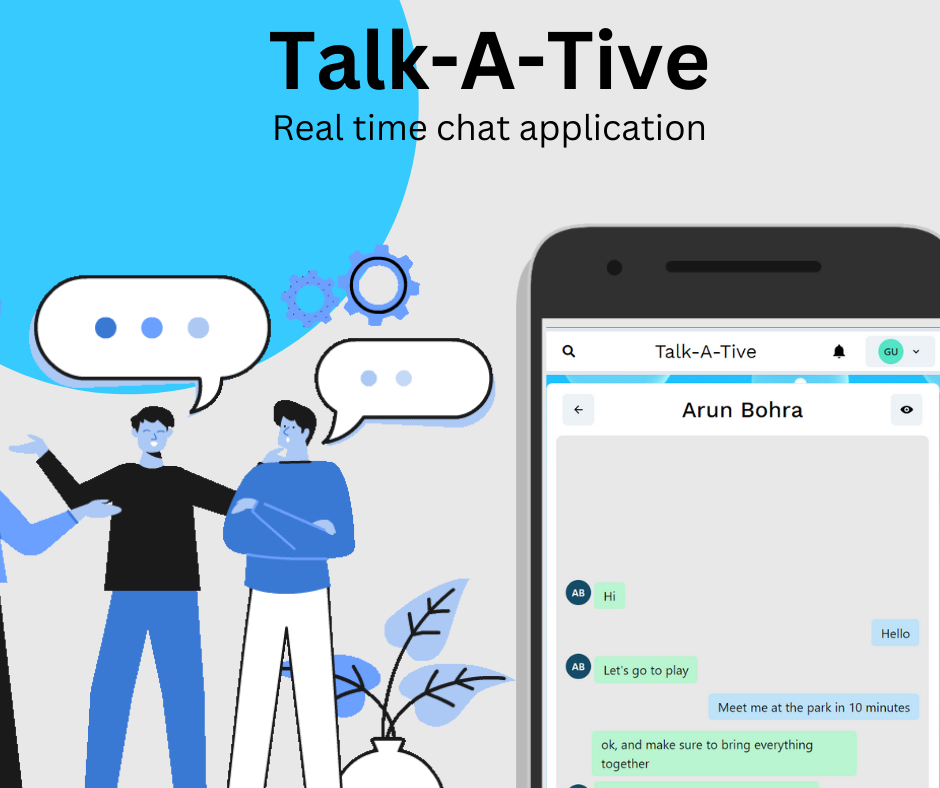 Talk-A-Tive
Real time chat application
Talk-A-Tive
GU
Arun Bohra
AB
Hi
Hello
AB
Let's go to play
Meet me at the park in 10 minutes
ok, and make sure to bring everything
together